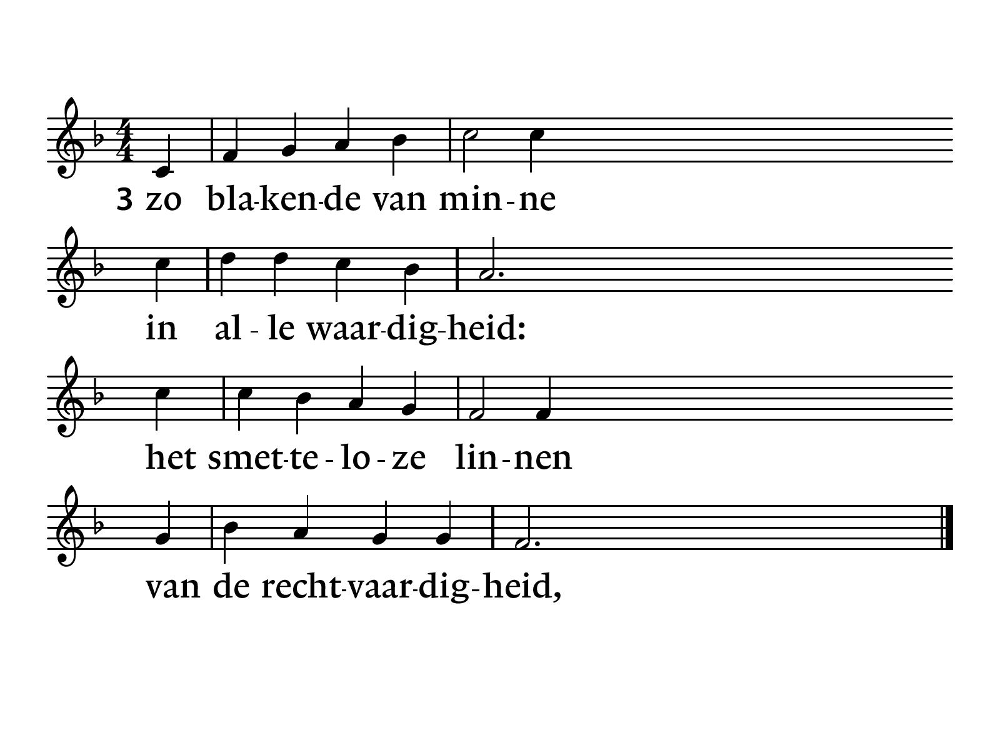 3 zo bla-ken-de van min-ne
in al-le waar-dig-heid:
het smet-te-lo-ze lin-nen
van de recht-vaar-dig-heid,